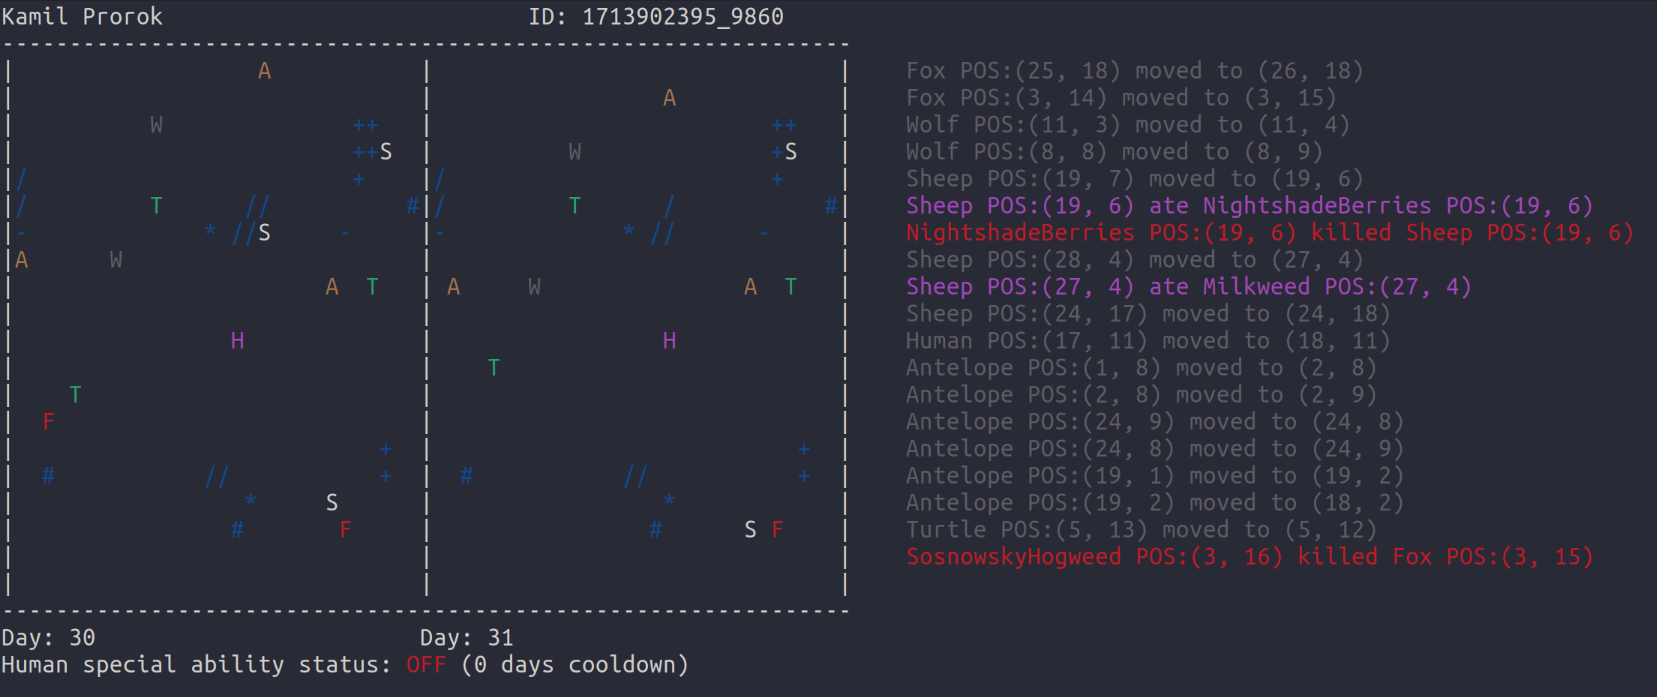 Kamil Prorok                           ID: 1713902395_9860
---------------------------------------------------------------
|                  A           |                              |    Fox POS:(25, 18) moved to (26, 18)
|                              |                 A            |    Fox POS:(3, 14) moved to (3, 15)
|          W              ++   |                         ++   |    Wolf POS:(11, 3) moved to (11, 4)
|                         ++S  |          W              +S   |    Wolf POS:(8, 8) moved to (8, 9)
|/                        +    |/                        +    |    Sheep POS:(19, 7) moved to (19, 6)
|/         T      //          #|/         T      /           #|    Sheep POS:(19, 6) ate NightshadeBerries POS:(19, 6)
|-             * //S     -     |-             * //      -     |    NightshadeBerries POS:(19, 6) killed Sheep POS:(19, 6)
|A      W                      |                              |    Sheep POS:(28, 4) moved to (27, 4)
|                       A  T   | A     W               A  T   |    Sheep POS:(27, 4) ate Milkweed POS:(27, 4)
|                              |                              |    Sheep POS:(24, 17) moved to (24, 18)
|                H             |                 H            |    Human POS:(17, 11) moved to (18, 11)
|                              |    T                         |    Antelope POS:(1, 8) moved to (2, 8)
|    T                         |                              |    Antelope POS:(2, 8) moved to (2, 9)
|  F                           |                              |    Antelope POS:(24, 9) moved to (24, 8)
|                           +  |                           +  |    Antelope POS:(24, 8) moved to (24, 9)
|  #           //           +  |  #           //           +  |    Antelope POS:(19, 1) moved to (19, 2)
|                 *     S      |                 *            |    Antelope POS:(19, 2) moved to (18, 2)
|                #       F     |                #      S F    |    Turtle POS:(5, 13) moved to (5, 12)
|                              |                              |    SosnowskyHogweed POS:(3, 16) killed Fox POS:(3, 15)
|                              |                              |
---------------------------------------------------------------
Day: 30                        Day: 31
Human special ability status: OFF (0 days cooldown)